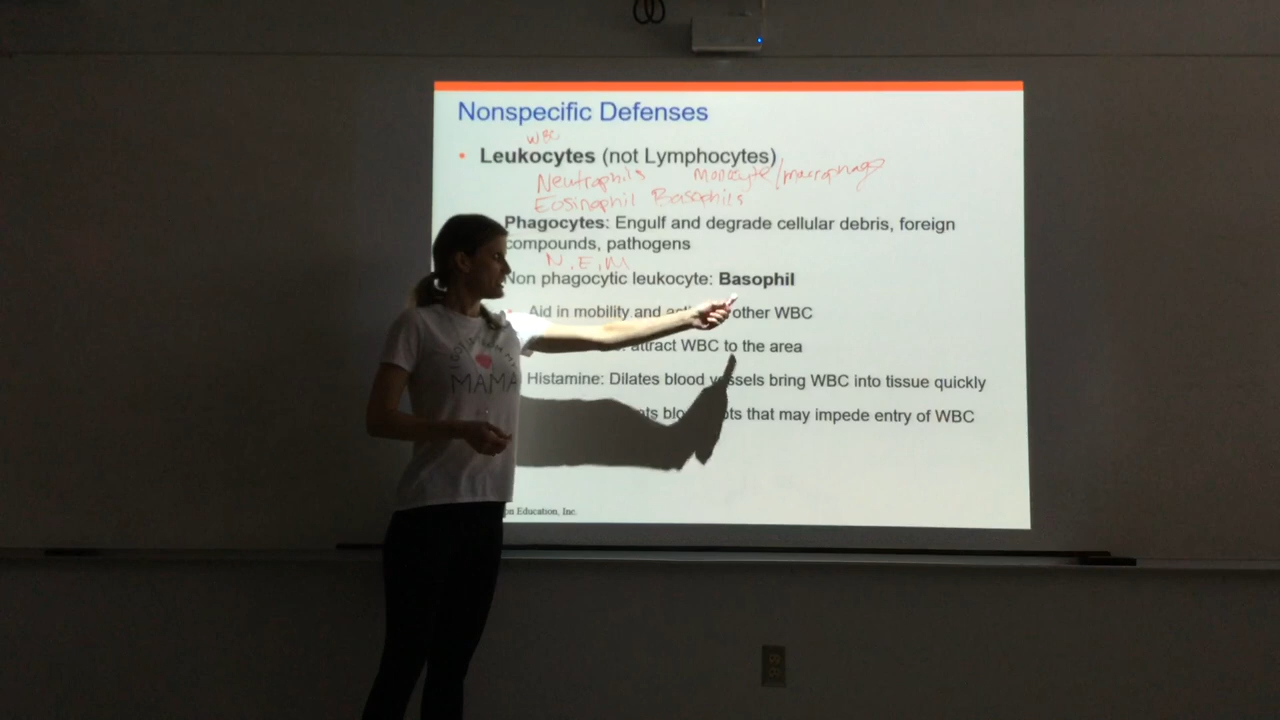 Nonspecific Defenses
WBC
• Leukocytes (not Lymphocytes)
Neutrophils Monocyte/macrophage
Eosinophil Basophils
Phagocytes: Engulf and degrade cellular debris, foreign
compounds, pathogens
N, E, M
Non phagocytic leukocyte: Basophil
Aid in mobility and other WBC
attract WBC to the area
Histamine: Dilates blood vessels bring WBC into tissue quickly
that may impede entry of WBC
Education, Inc.
MAMA